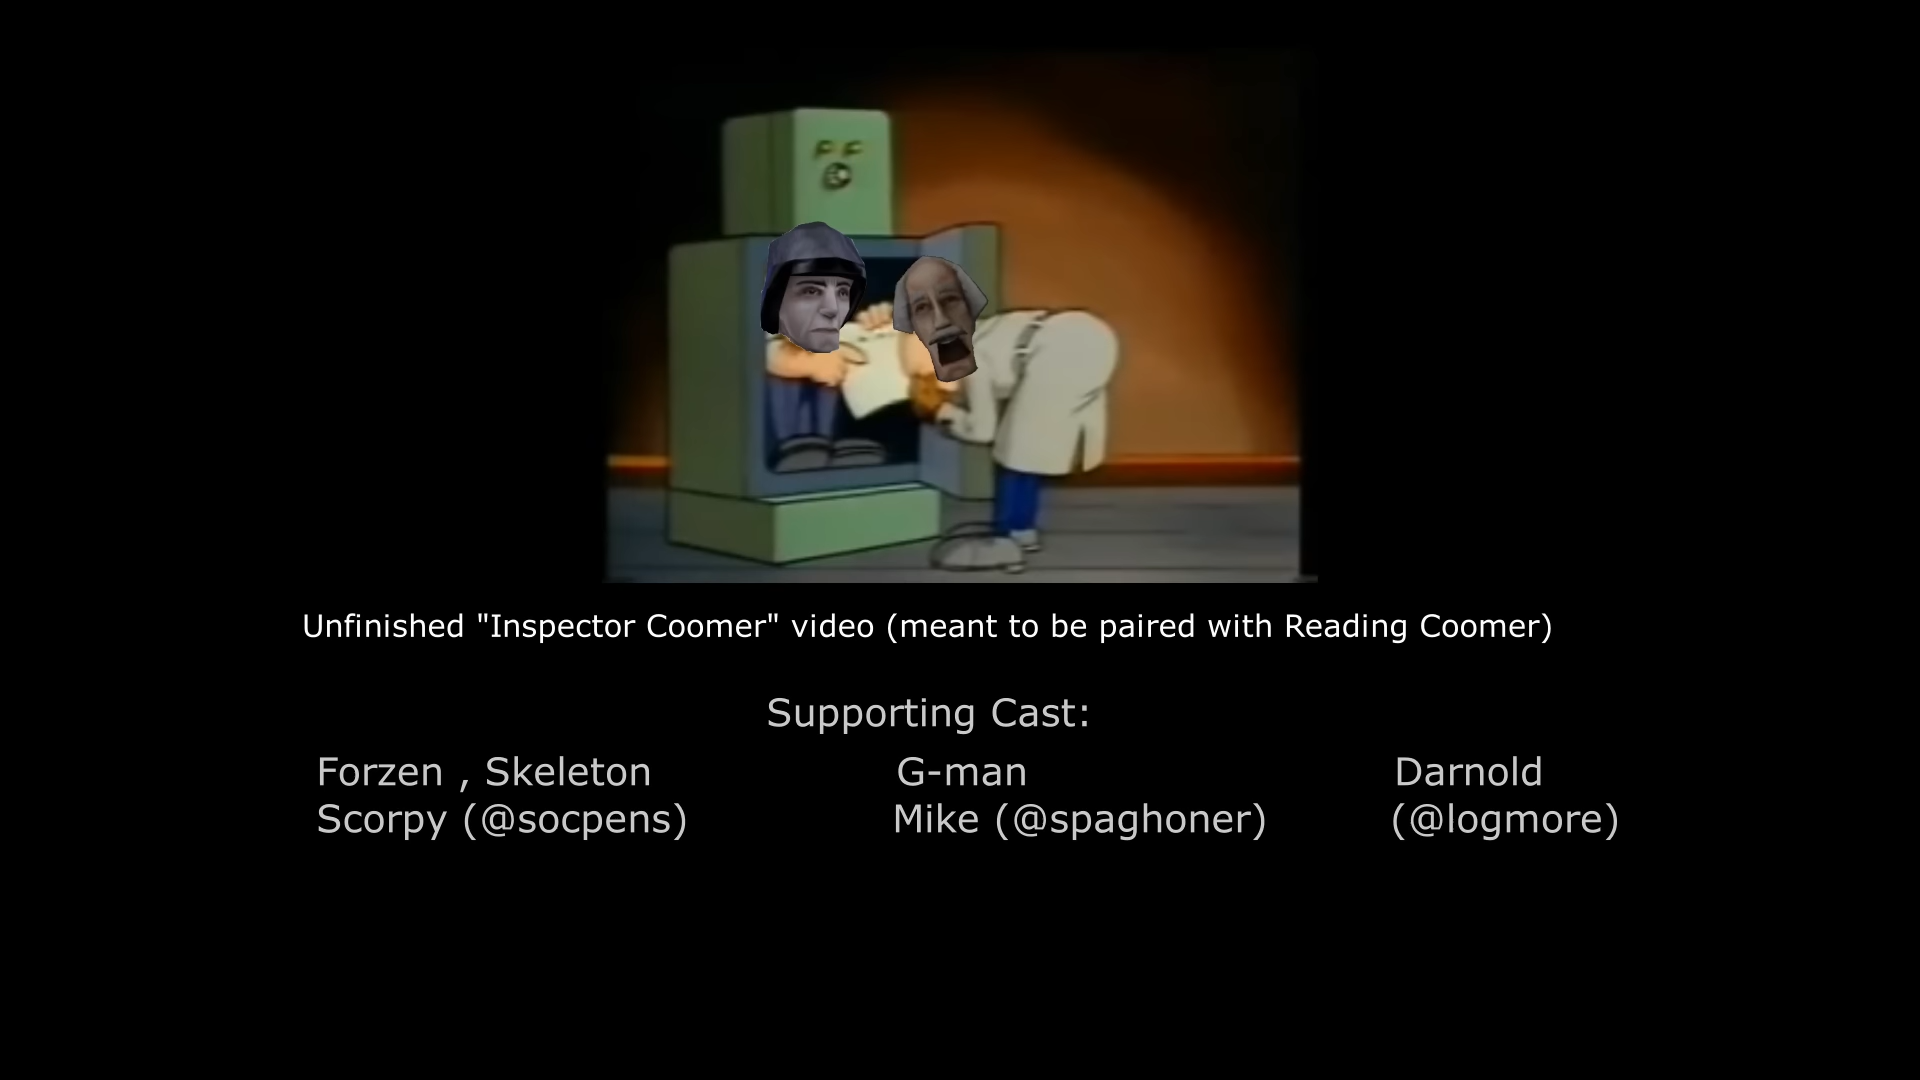 Unfinished "Inspector Coomer" video (meant to be paired with Reading Coomer)
Supporting Cast:
Forzen , Skeleton
Scorpy (@socpens)
G-man
Mike (@spaghoner)
Darnold
(@logmore)